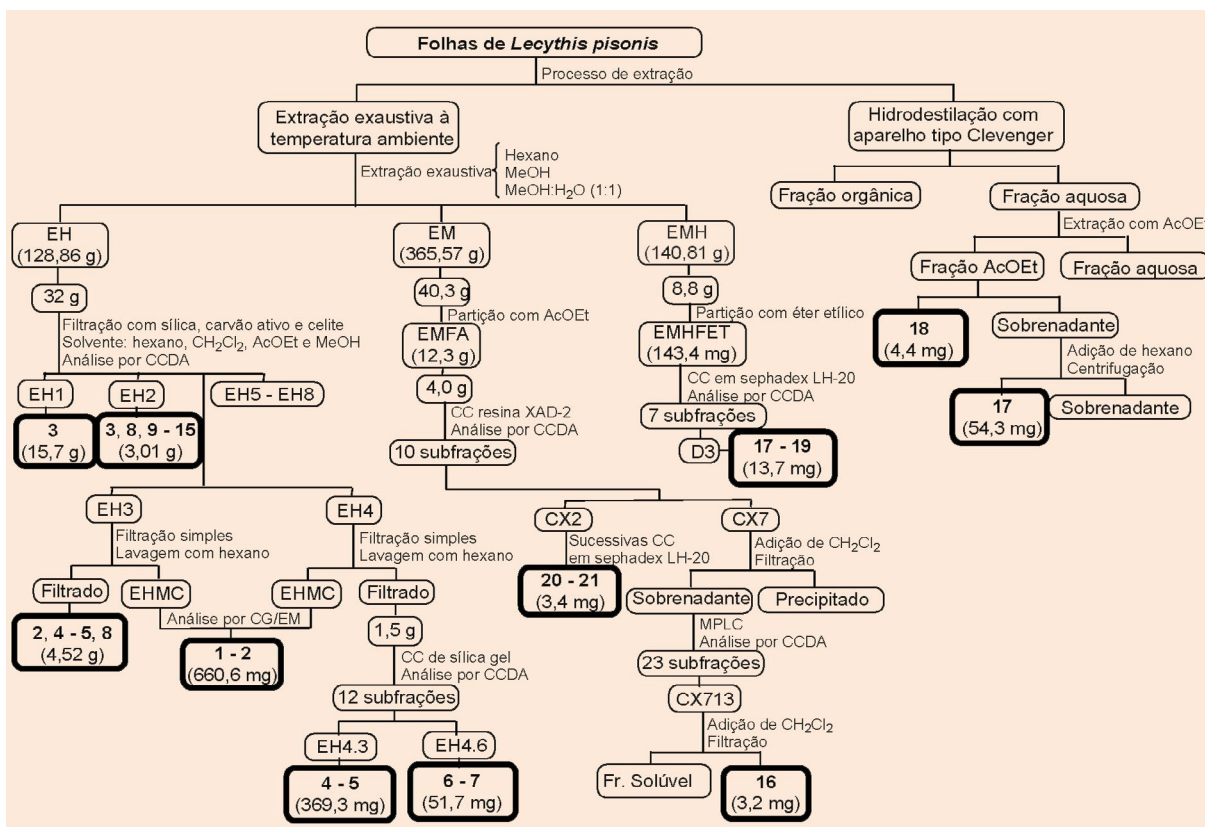 Folhas de Lecythis pisonis
Processo de extração
Extração exaustiva à
temperatura ambiente
Hidrodestilação com
aparelho tipo Clevenger
Extração exaustiva
Hexano
MeOH
MeOH:H₂O (1:1)
Fração orgânica
Fração aquosa
Extração com AcOEt
Fração AcOEt
Fração aquosa
18
(4,4 mg)
Sobrenadante
Adição de hexano
Centrifugação
17
(54,3 mg)
Sobrenadante
EH
(128,86 g)
32 g
Filtração com sílica, carvão ativo e celite
Solvente: hexano, CH₂Cl₂, AcOEt e MeOH
Análise por CCDA
EH1
EH2
EH5 - EH8
3
(15,7 g)
3, 8, 9 - 15
(3,01 g)
EH3
EH4
Filtração simples
Lavagem com hexano
Filtração simples
Lavagem com hexano
Filtrado
EHMC
EHMC
Filtrado
Análise por CG/EM
2, 4 - 5, 8
(4,52 g)
1 - 2
(660,6 mg)
1,5 g
CC de sílica gel
Análise por CCDA
12 subfrações
EH4.3
EH4.6
4 - 5
(369,3 mg)
6 - 7
(51,7 mg)
EM
(365,57 g)
40,3 g
Partição com AcOEt
EMFA
(12,3 g)
4,0 g
CC resina XAD-2
Análise por CCDA
10 subfrações
CX2
CX7
Sucessivas CC
em sephadex LH-20
Adição de CH₂Cl₂
Filtração
20 - 21
(3,4 mg)
Sobrenadante
Precipitado
MPLC
Análise por CCDA
23 subfrações
CX713
Adição de CH₂Cl₂
Filtração
Fr. Solúvel
16
(3,2 mg)
EMH
(140,81 g)
8,8 g
Partição com éter etílico
EMHFET
(143,4 mg)
CC em sephadex LH-20
Análise por CCDA
7 subfrações
D3
17 - 19
(13,7 mg)